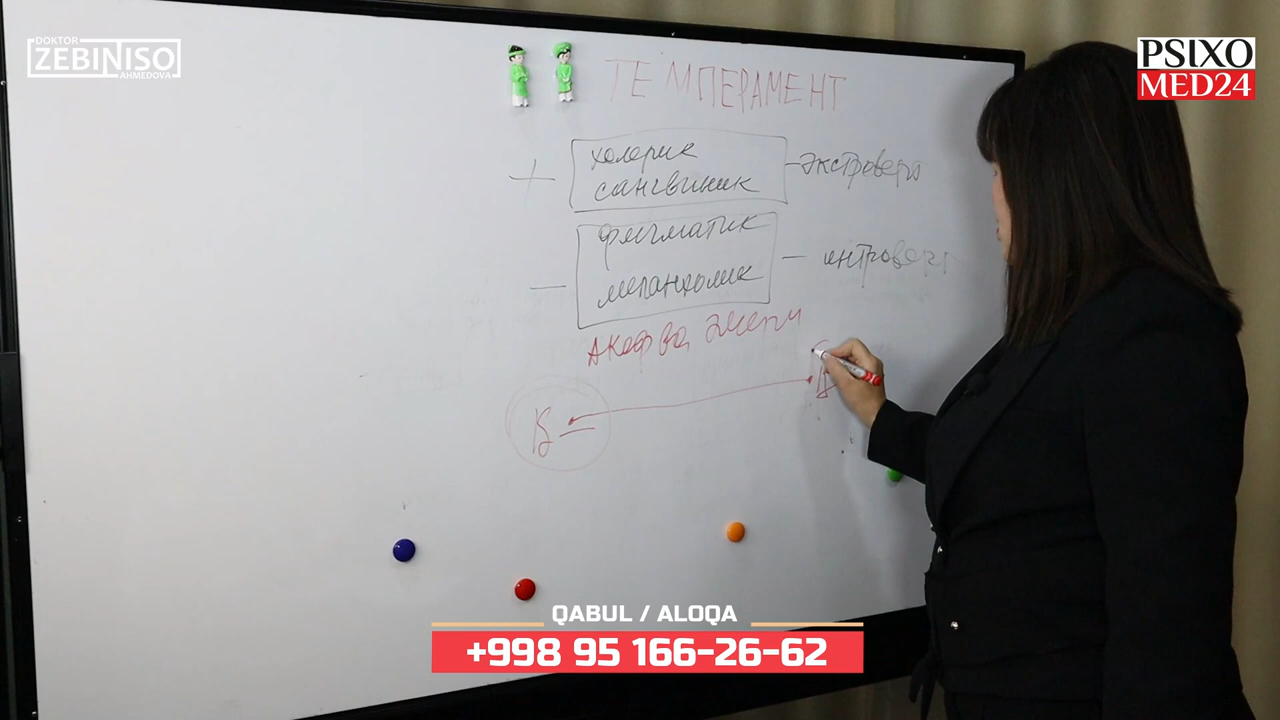 DOKTOR
ZEBINISO
AHMEDOVA
PSIXO
MED24
ТЕМПЕРАМЕНТ
+ холерик - экстроверт
сангвиник
флегматик
— меланхолик — интроверт
ва
QABUL / ALOQA
+998 95 166-26-62